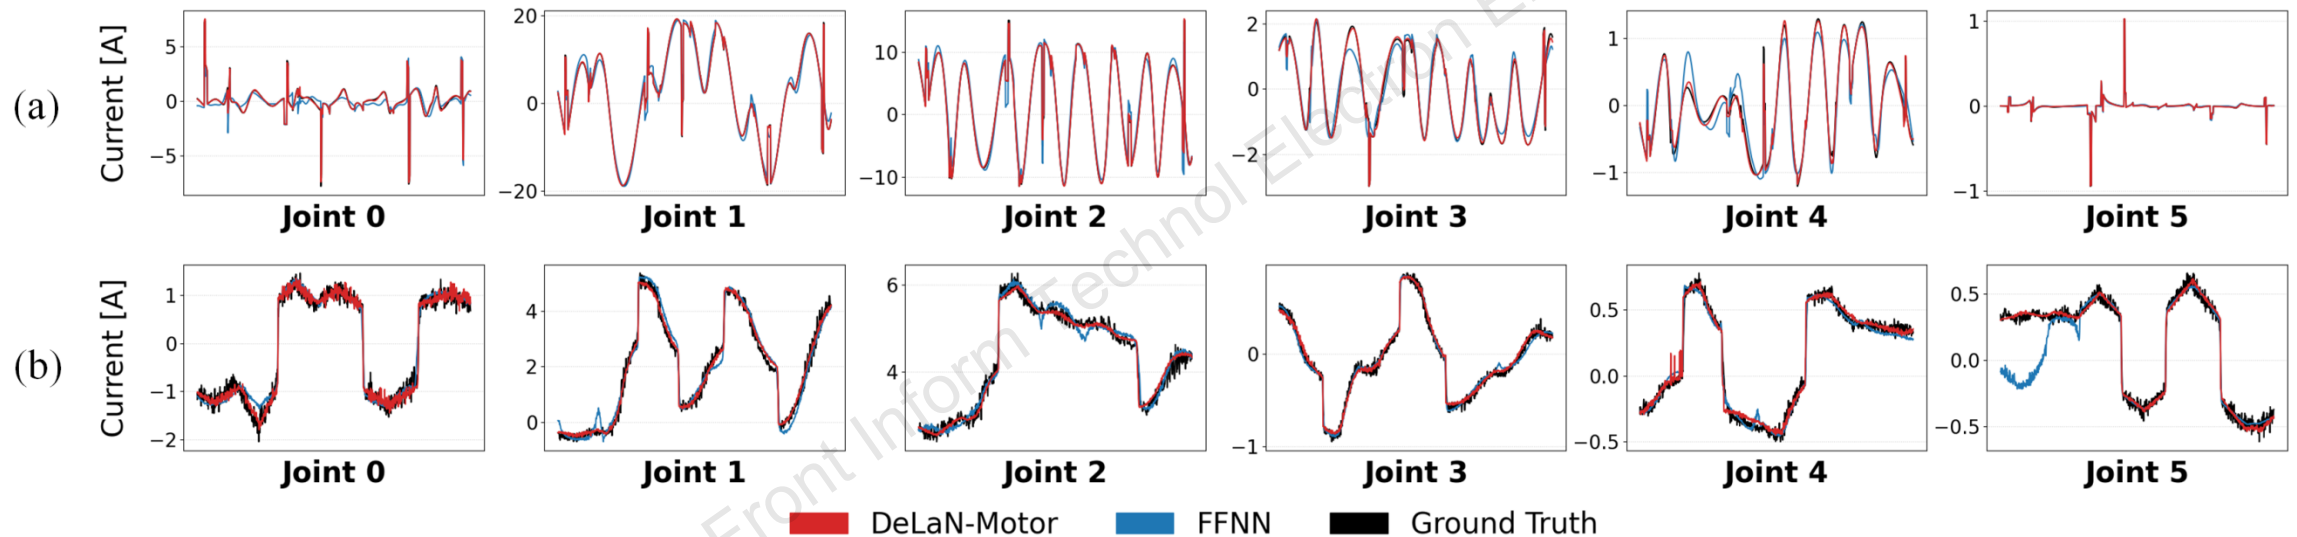 (a)
Current [A]
5
0
−5
Joint 0
20
0
−20
Joint 1
10
0
−10
Joint 2
2
0
−2
Joint 3
1
0
−1
Joint 4
1
0
−1
Joint 5
(b)
Current [A]
1
0
−1
−2
Joint 0
4
2
0
Joint 1
6
4
Joint 2
0
−1
Joint 3
0.5
0.0
−0.5
Joint 4
0.5
0.0
−0.5
Joint 5
DeLaN-Motor FFNN Ground Truth
Front Inform Technol Electron